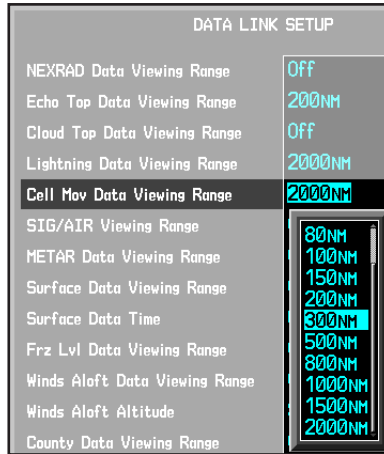 DATA LINK SETUP
NEXRAD Data Viewing Range Off
Echo Top Data Viewing Range 200NM
Cloud Top Data Viewing Range Off
Lightning Data Viewing Range 2000NM
Cell Mov Data Viewing Range 2000NM
SIG/AIR Viewing Range
METAR Data Viewing Range
Surface Data Viewing Range
Surface Data Time
Frz Lvl Data Viewing Range
Winds Aloft Data Viewing Range
Winds Aloft Altitude
County Data Viewing Range
80NM
100NM
150NM
200NM
300NM
500NM
800NM
1000NM
1500NM
2000NM